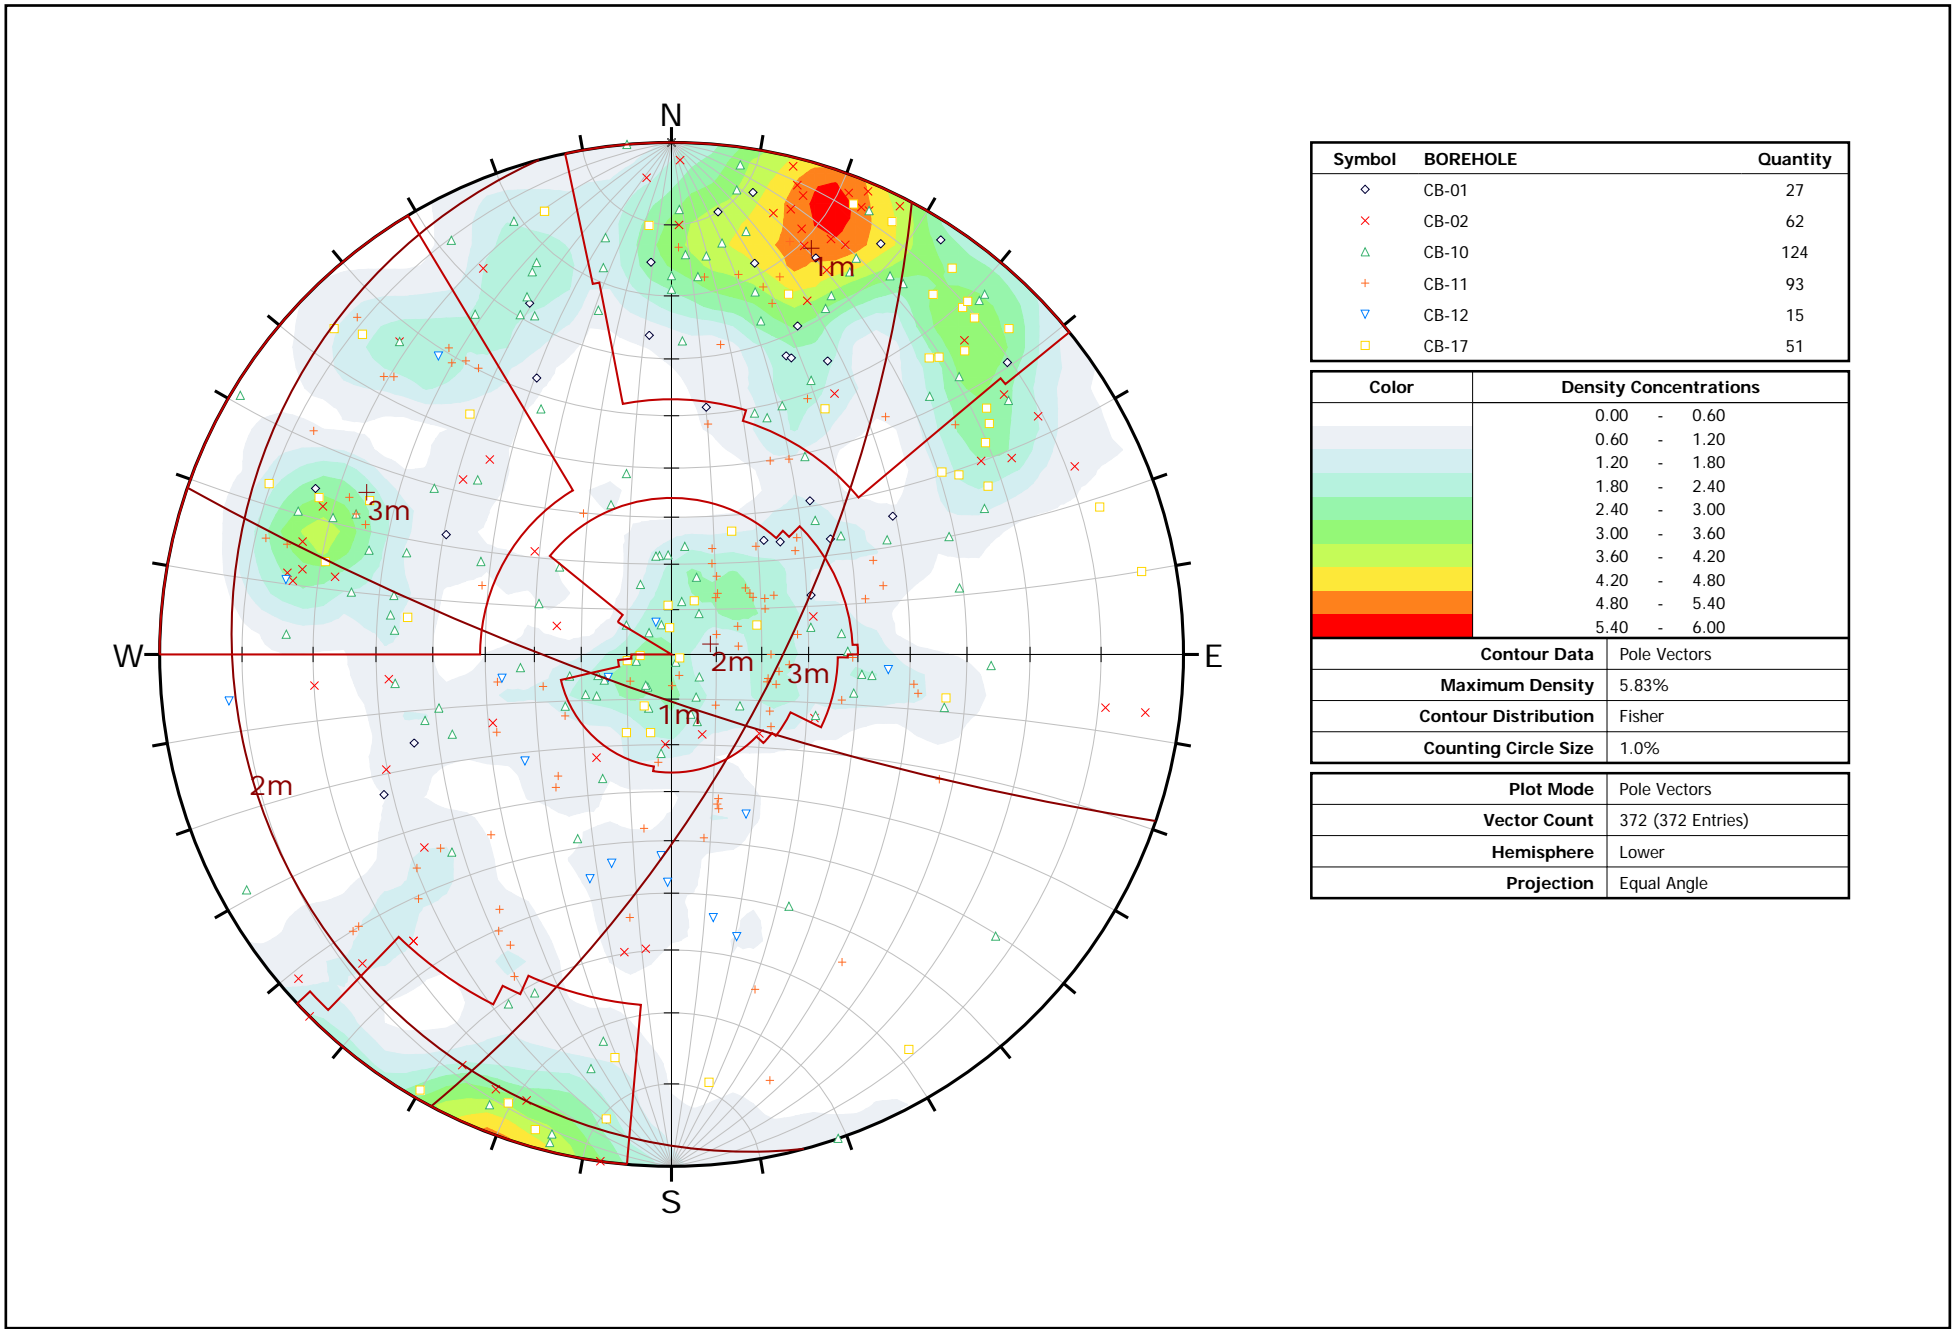 N
Symbol BOREHOLE Quantity
CB-01 27
CB-02 62
CB-10 124
CB-11 93
CB-12 15
CB-17 51
1m
3m
W
E
2m
3m
1m
2m
S
Color Density Concentrations
0.00 - 0.60
0.60 - 1.20
1.20 - 1.80
1.80 - 2.40
2.40 - 3.00
3.00 - 3.60
3.60 - 4.20
4.20 - 4.80
4.80 - 5.40
5.40 - 6.00
Contour Data Pole Vectors
Maximum Density 5.83%
Contour Distribution Fisher
Counting Circle Size 1.0%
Plot Mode Pole Vectors
Vector Count 372 (372 Entries)
Hemisphere Lower
Projection Equal Angle